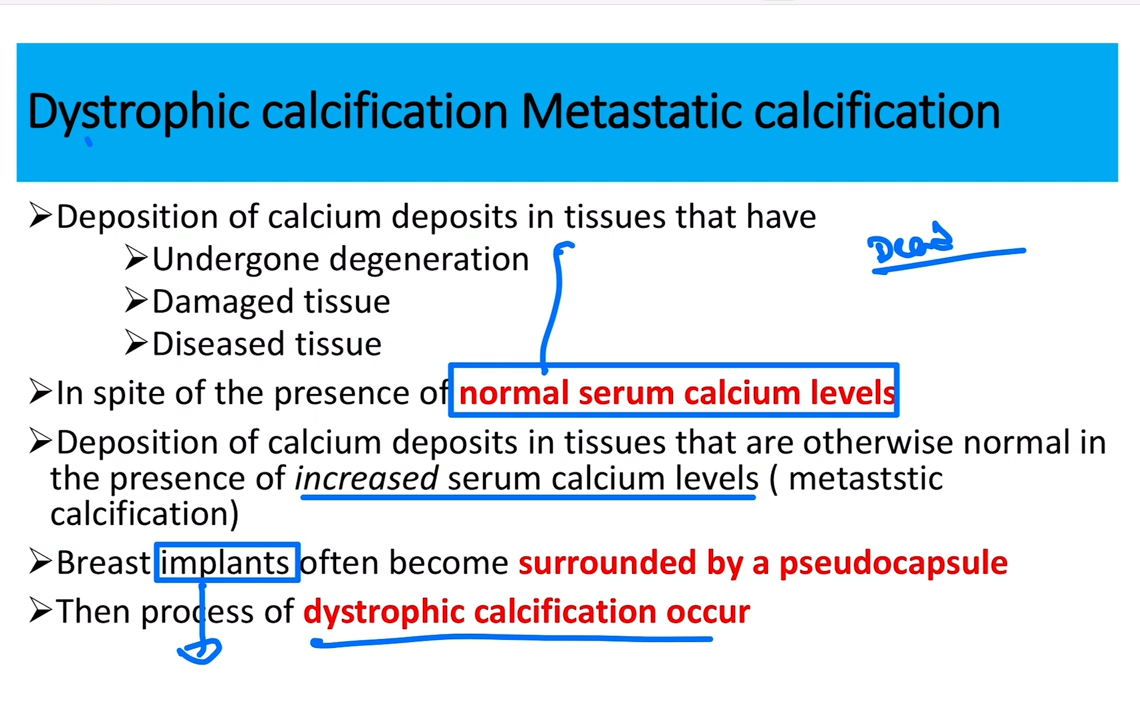 Dystrophic calcification Metastatic calcification
➢Deposition of calcium deposits in tissues that have
➢Undergone degeneration
Dead
➢Damaged tissue
➢Diseased tissue
➢In spite of the presence of normal serum calcium levels
➢Deposition of calcium deposits in tissues that are otherwise normal in
the presence of increased serum calcium levels ( metaststic
calcification)
➢Breast implants often become surrounded by a pseudocapsule
➢Then process of dystrophic calcification occur